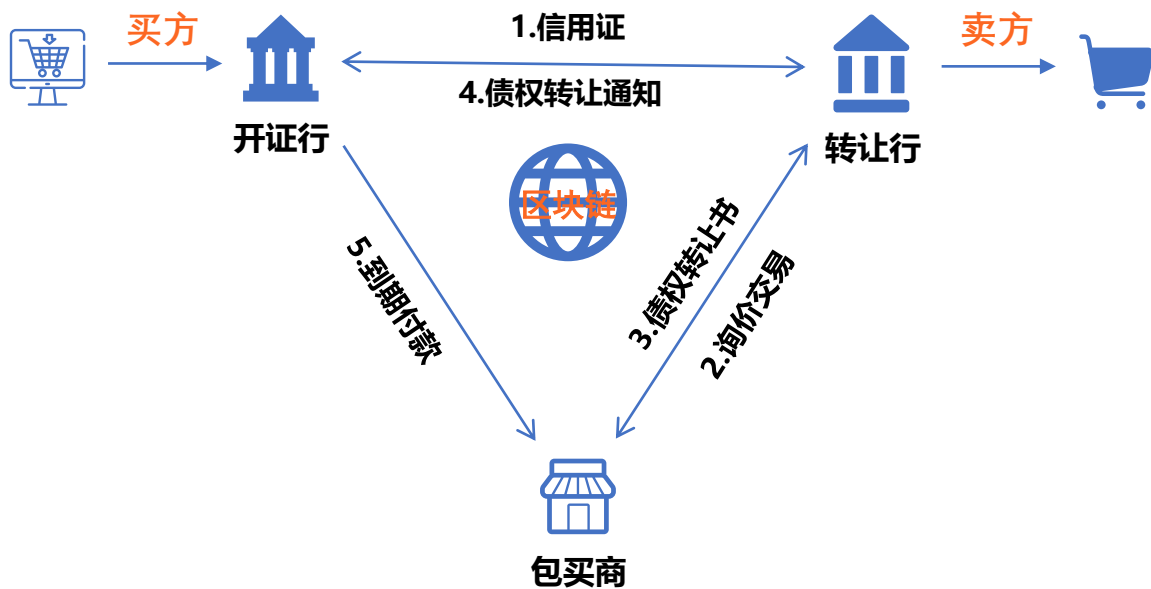 买方
1.信用证
卖方
4.债权转让通知
开证行
转让行
区块链
5.到期付款
3.债权转让书
2.询价交易
包买商